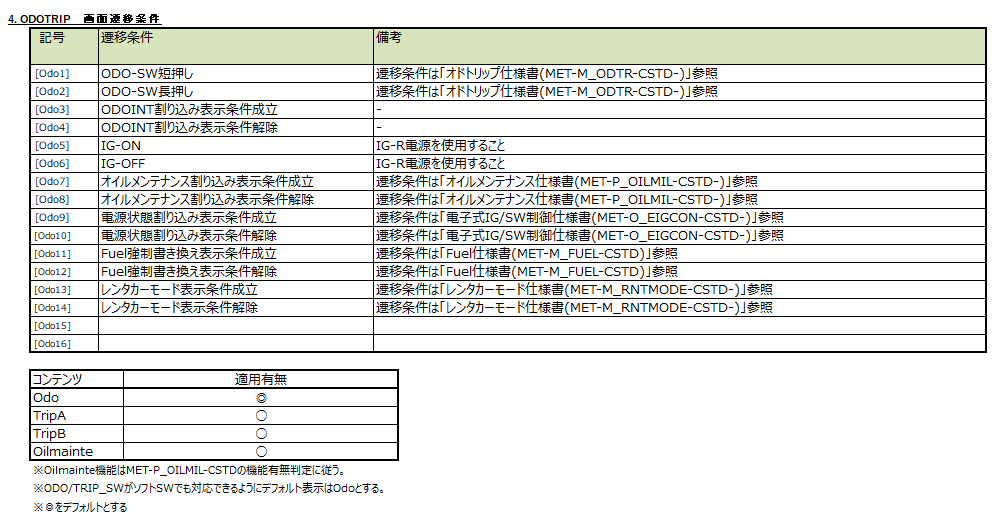 4. ODOTRIP　画面遷移条件
記号 遷移条件 備考
[Odo1] ODO-SW短押し 遷移条件は「オドトリップ仕様書(MET-M_ODTR-CSTD-)」参照
[Odo2] ODO-SW長押し 遷移条件は「オドトリップ仕様書(MET-M_ODTR-CSTD-)」参照
[Odo3] ODOINT割り込み表示条件成立 -
[Odo4] ODOINT割り込み表示条件解除 -
[Odo5] IG-ON IG-R電源を使用すること
[Odo6] IG-OFF IG-R電源を使用すること
[Odo7] オイルメンテナンス割り込み表示条件成立 遷移条件は「オイルメンテナンス仕様書(MET-P_OILMIL-CSTD-)」参照
[Odo8] オイルメンテナンス割り込み表示条件解除 遷移条件は「オイルメンテナンス仕様書(MET-P_OILMIL-CSTD-)」参照
[Odo9] 電源状態割り込み表示条件成立 遷移条件は「電子式IG/SW制御仕様書(MET-O_EIGCON-CSTD-)」参照
[Odo10] 電源状態割り込み表示条件解除 遷移条件は「電子式IG/SW制御仕様書(MET-O_EIGCON-CSTD-)」参照
[Odo11] Fuel強制書き換え表示条件成立 遷移条件は「Fuel仕様書(MET-M_FUEL-CSTD)」参照
[Odo12] Fuel強制書き換え表示条件解除 遷移条件は「Fuel仕様書(MET-M_FUEL-CSTD)」参照
[Odo13] レンタカーモード表示条件成立 遷移条件は「レンタカーモード仕様書(MET-M_RNTMODE-CSTD-)」参照
[Odo14] レンタカーモード表示条件解除 遷移条件は「レンタカーモード仕様書(MET-M_RNTMODE-CSTD-)」参照
[Odo15]
[Odo16]
コンテンツ 適用有無
Odo ◎
TripA ○
TripB ○
Oilmainte ○
※Oilmainte機能はMET-P_OILMIL-CSTDの機能有無判定に従う。
※ODO/TRIP_SWがソフトSWでも対応できるようにデフォルト表示はOdoとする。
※◎をデフォルトとする